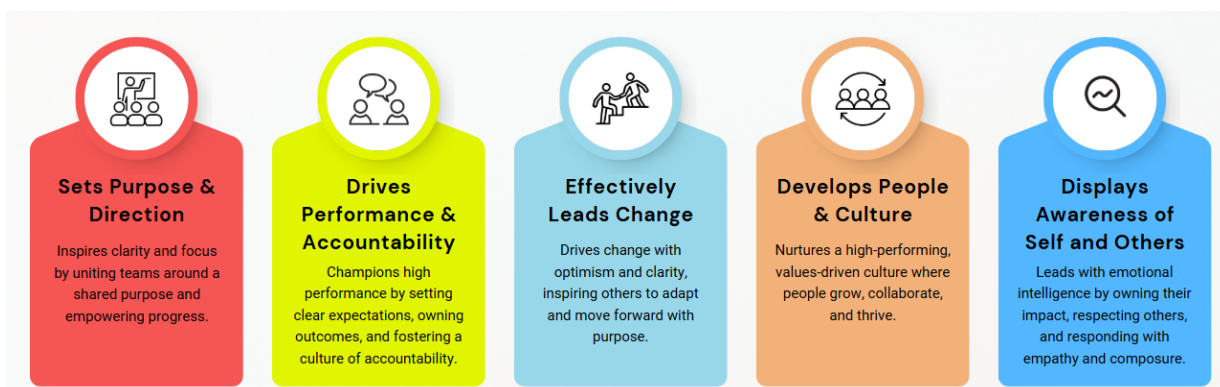 Sets Purpose &
Direction
Inspires clarity and focus
by uniting teams around a
shared purpose and
empowering progress.
Drives
Performance &
Accountability
Champions high
performance by setting
clear expectations, owning
outcomes, and fostering a
culture of accountability.
Effectively
Leads Change
Drives change with
optimism and clarity,
inspiring others to adapt
and move forward with
purpose.
Develops People
& Culture
Nurtures a high-performing,
values-driven culture where
people grow, collaborate,
and thrive.
Displays
Awareness of
Self and Others
Leads with emotional
intelligence by owning their
impact, respecting others,
and responding with
empathy and composure.